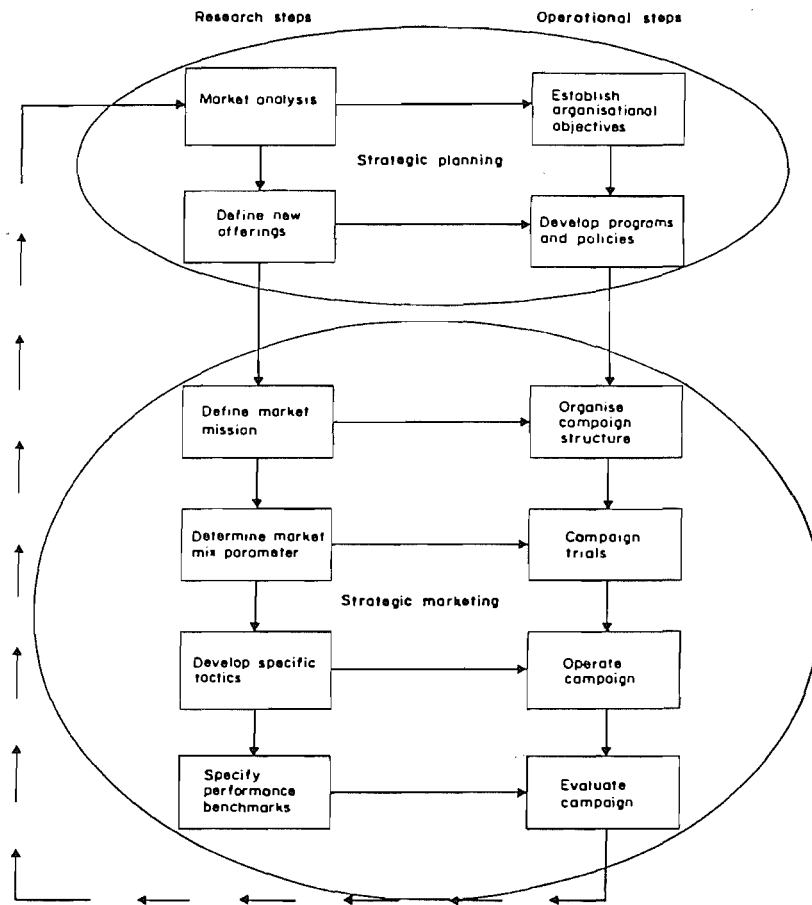 Research steps
Operational steps
Market analysis
Establish
organisational
objectives
Strategic planning
Define new
offerings
Develop programs
and policies
Define market
mission
Organise
campaign
structure
Determine market
mix parameter
Campaign
trials
Strategic marketing
Develop specific
tactics
Operate
campaign
Specify
performance
benchmarks
Evaluate
campaign